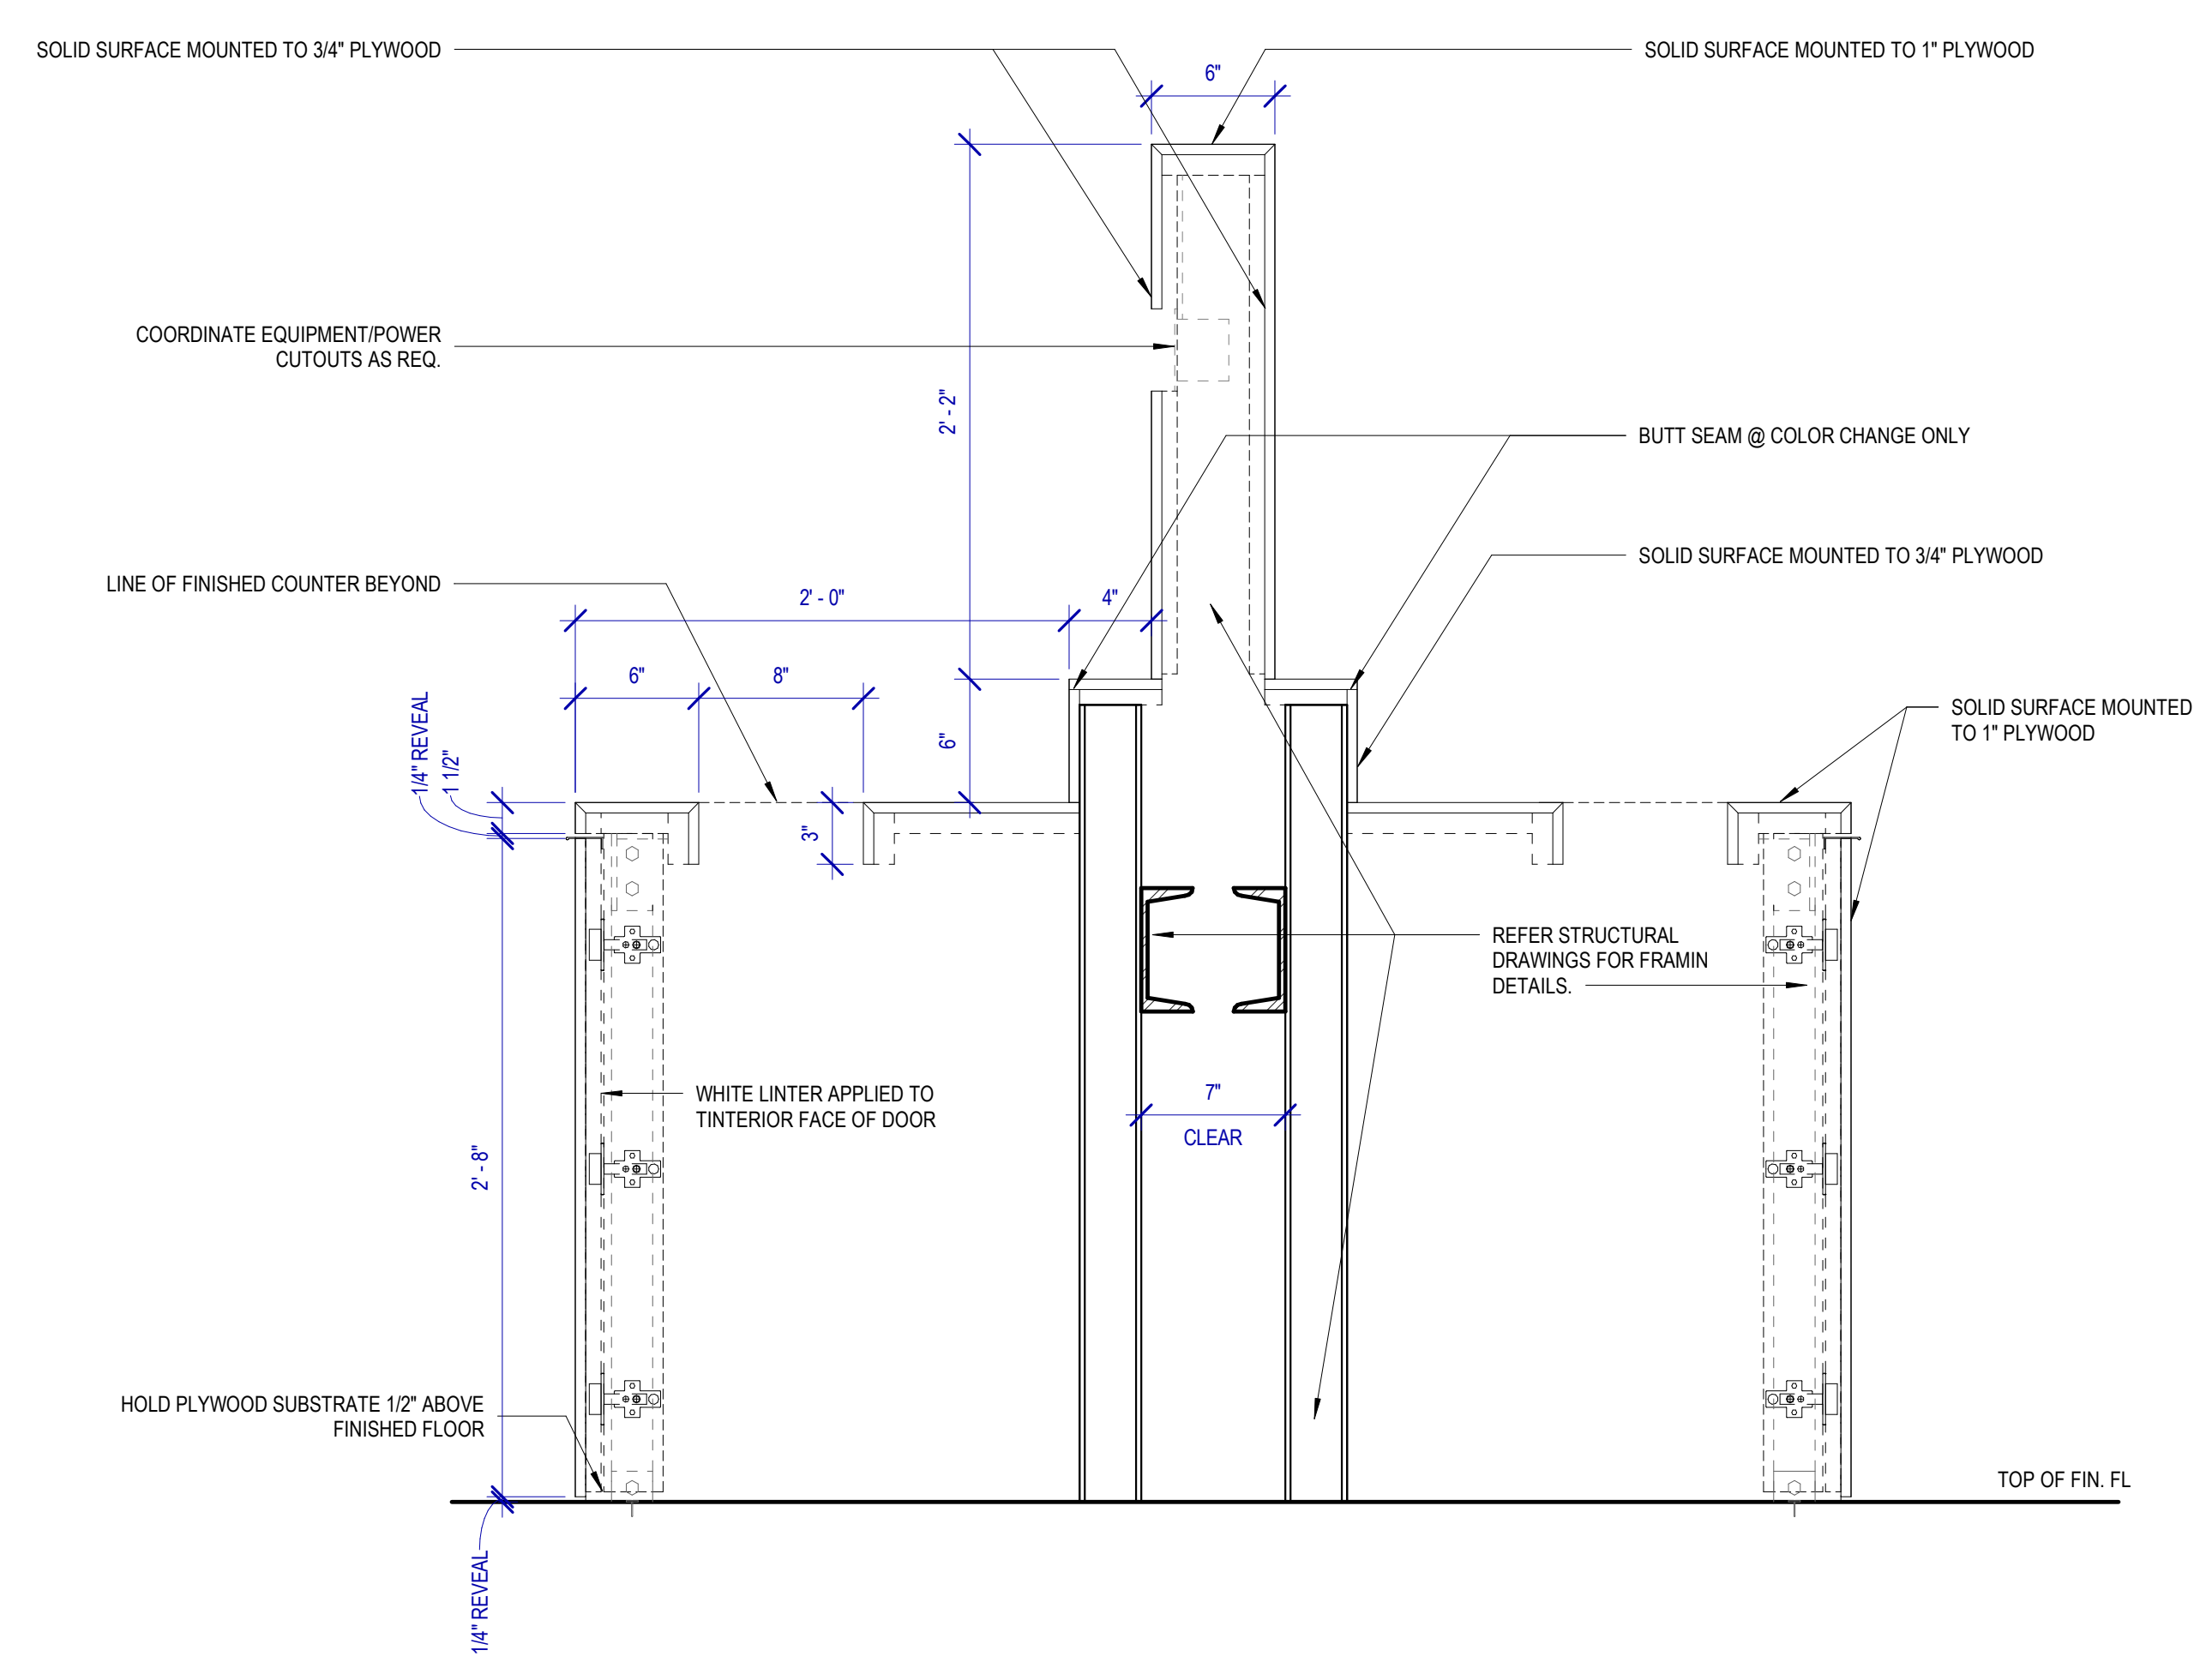 SOLID SURFACE MOUNTED TO 3/4" PLYWOOD
SOLID SURFACE MOUNTED TO 1" PLYWOOD
6"
COORDINATE EQUIPMENT/POWER
CUTOUTS AS REQ.
2' - 2"
BUTT SEAM @ COLOR CHANGE ONLY
SOLID SURFACE MOUNTED TO 3/4" PLYWOOD
LINE OF FINISHED COUNTER BEYOND
2' - 0"
4"
6"
8"
1/4" REVEAL
1 1/2"
6"
3"
SOLID SURFACE MOUNTED
TO 1" PLYWOOD
REFER STRUCTURAL
DRAWINGS FOR FRAMIN
DETAILS.
WHITE LINTER APPLIED TO
TINTERIOR FACE OF DOOR
7"
CLEAR
2' - 8"
HOLD PLYWOOD SUBSTRATE 1/2" ABOVE
FINISHED FLOOR
TOP OF FIN. FL
1/4" REVEAL